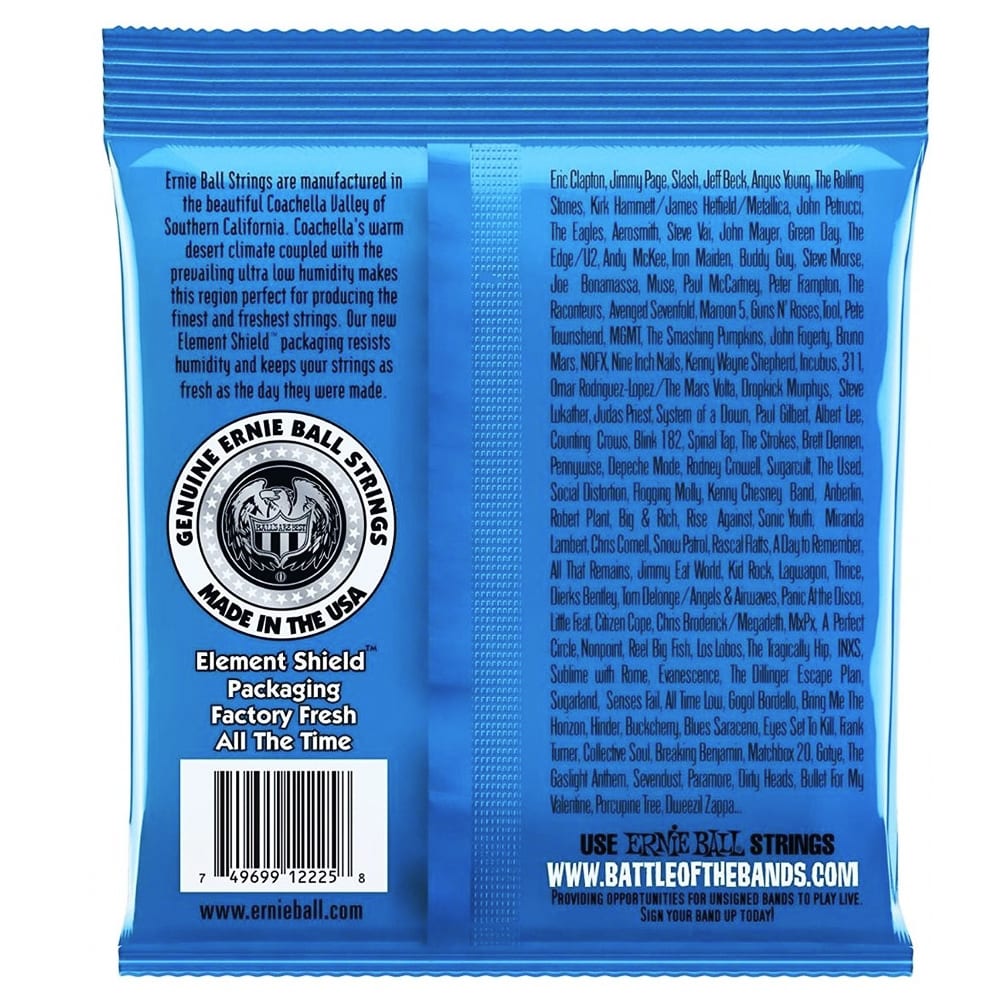 Ernie Ball Strings are manufactured in
the beautiful Coachella Valley of
Southern California. Coachella's warm
desert climate coupled with the
prevailing ultra low humidity makes
this region perfect for producing the
finest and freshest strings. Our new
Element Shield™ packaging resists
humidity and keeps your strings as
fresh as the day they were made.
GENUINE ERNIE BALL STRINGS
BALLS ARE BEST
MADE IN THE USA
Element Shield™
Packaging
Factory Fresh
All The Time
7 49699 12225 8
www.ernieball.com
Eric Clapton, Jimmy Page, Slash, Jeff Beck, Angus Young, The Rolling
Stones, Kirk Hammett/James Hetfield/Metallica, John Petrucci,
The Eagles, Aerosmith, Steve Vai, John Mayer, Green Day, The
Edge/U2, Andy McKee, Iron Maiden, Buddy Guy, Steve Morse,
Joe Bonamassa, Muse, Paul McCartney, Peter Frampton, The
Raconteurs, Avenged Sevenfold, Maroon 5, Guns N' Roses, Tool, Pete
Townshend, MGMT, The Smashing Pumpkins, John Fogerty, Bruno
Mars, NOFX, Nine Inch Nails, Kenny Wayne Shepherd, Incubus, 311,
Omar Rodriguez-Lopez/The Mars Volta, Dropkick Murphys, Steve
Lukather, Judas Priest, System of a Down, Paul Gilbert, Albert Lee,
Counting Crows, Blink 182, Spinal Tap, The Strokes, Brett Dennen,
Pennywise, Depeche Mode, Rodney Crowell, Sugarcult, The Used,
Social Distortion, Flogging Molly, Kenny Chesney Band, Anberlin,
Robert Plant, Big & Rich, Rise Against, Sonic Youth, Miranda
Lambert, Chris Cornell, Snow Patrol, Rascal Flatts, A Day to Remember,
All That Remains, Jimmy Eat World, Kid Rock, Lagwagon, Thrice,
Dierks Bentley, Tom Delonge/Angels & Airwaves, Panic At the Disco,
Little Feat, Citizen Cope, Chris Broderick/Megadeth, MxPx, A Perfect
Circle, Nonpoint, Reel Big Fish, Los Lobos, The Tragically Hip, INXS,
Sublime with Rome, Evanescence, The Dillinger Escape Plan,
Sugarland, Senses Fail, All Time Low, Gogol Bordello, Bring Me The
Horizon, Hinder, Buckcherry, Blues Saraceno, Eyes Set To Kill, Frank
Turner, Collective Soul, Breaking Benjamin, Matchbox 20, Gotye, The
Gaslight Anthem, Sevendust, Paramore, Dirty Heads, Bullet For My
Valentine, Porcupine Tree, Dweezil Zappa...
USE ERNIE BALL STRINGS
WWW.BATTLEOFTHEBANDS.COM
PROVIDING OPPORTUNITIES FOR UNSIGNED BANDS TO PLAY LIVE.
SIGN YOUR BAND UP TODAY!